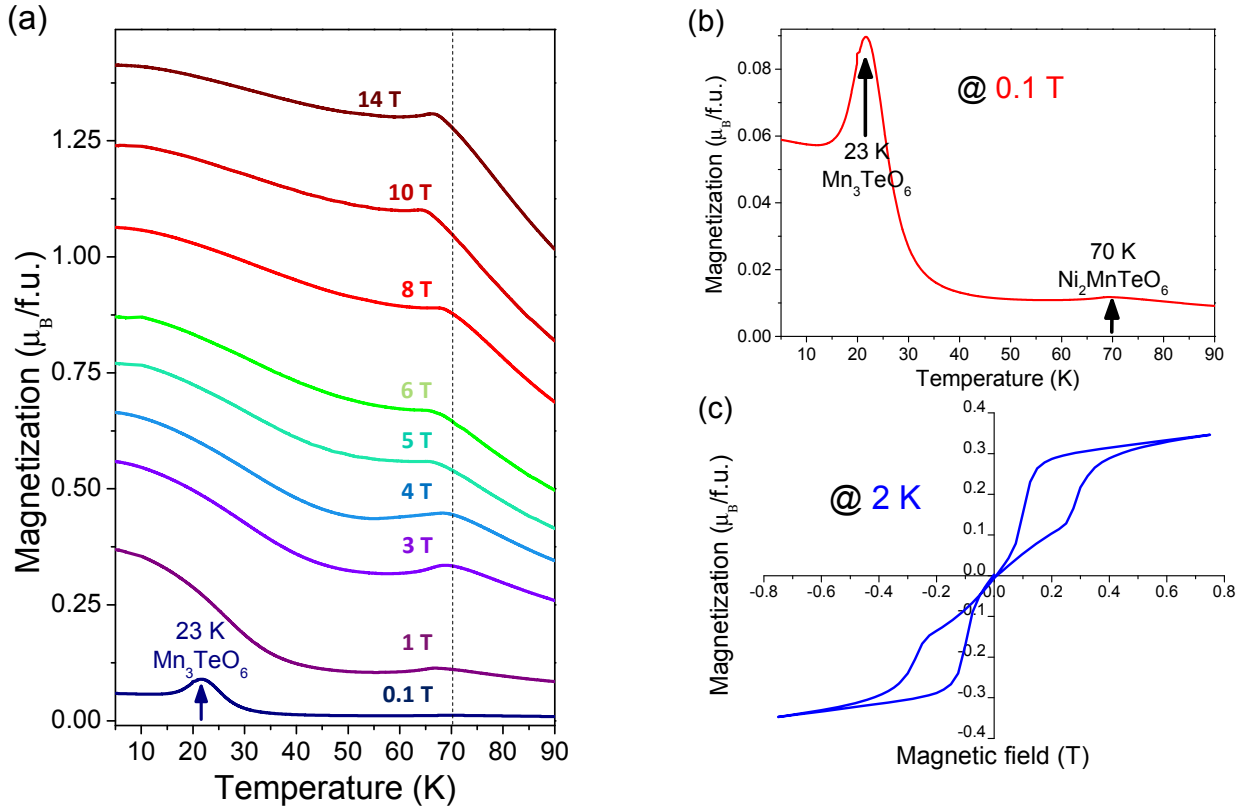 (a)
Magnetization (μB/f.u.)
1.25
1.00
0.75
0.50
0.25
0.00
14 T
10 T
8 T
6 T
5 T
4 T
3 T
1 T
0.1 T
23 K
Mn3TeO6
10 20 30 40 50 60 70 80 90
Temperature (K)
(b)
Magnetization (μB/f.u.)
0.08
0.06
0.04
0.02
0.00
@ 0.1 T
23 K
Mn3TeO6
70 K
Ni2MnTeO6
10 20 30 40 50 60 70 80 90
Temperature (K)
(c)
Magnetization (μB/f.u.)
0.4
0.3
0.2
0.1
0.0
-0.1
-0.2
-0.3
-0.4
@ 2 K
-0.8 -0.6 -0.4 -0.2 0.0 0.2 0.4 0.6 0.8
Magnetic field (T)